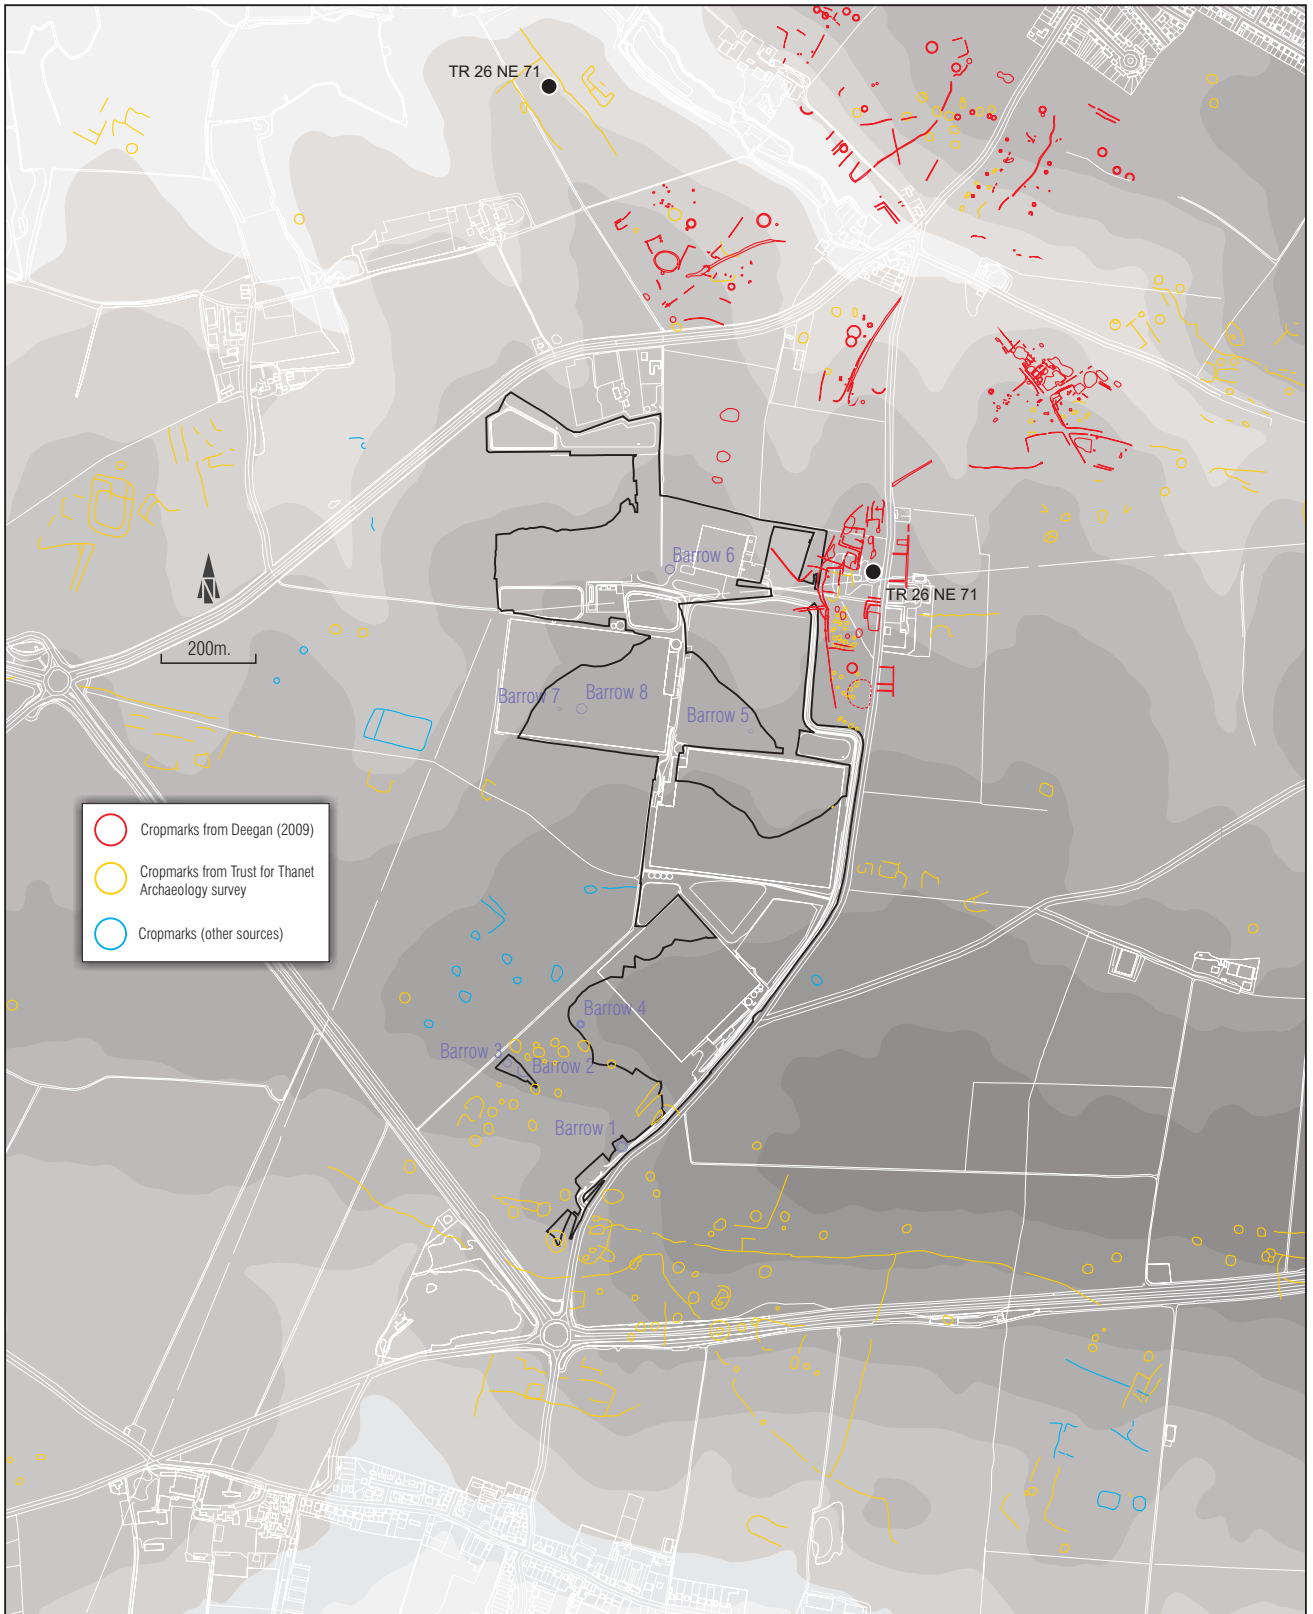 TR 26 NE 71
Barrow 6
TR 26 NE 71
200m.
Barrow 7
Barrow 8
Barrow 5
Cropmarks from Deegan (2009)
Cropmarks from Trust for Thanet
Archaeology survey
Cropmarks (other sources)
Barrow 4
Barrow 3
Barrow 2
Barrow 1